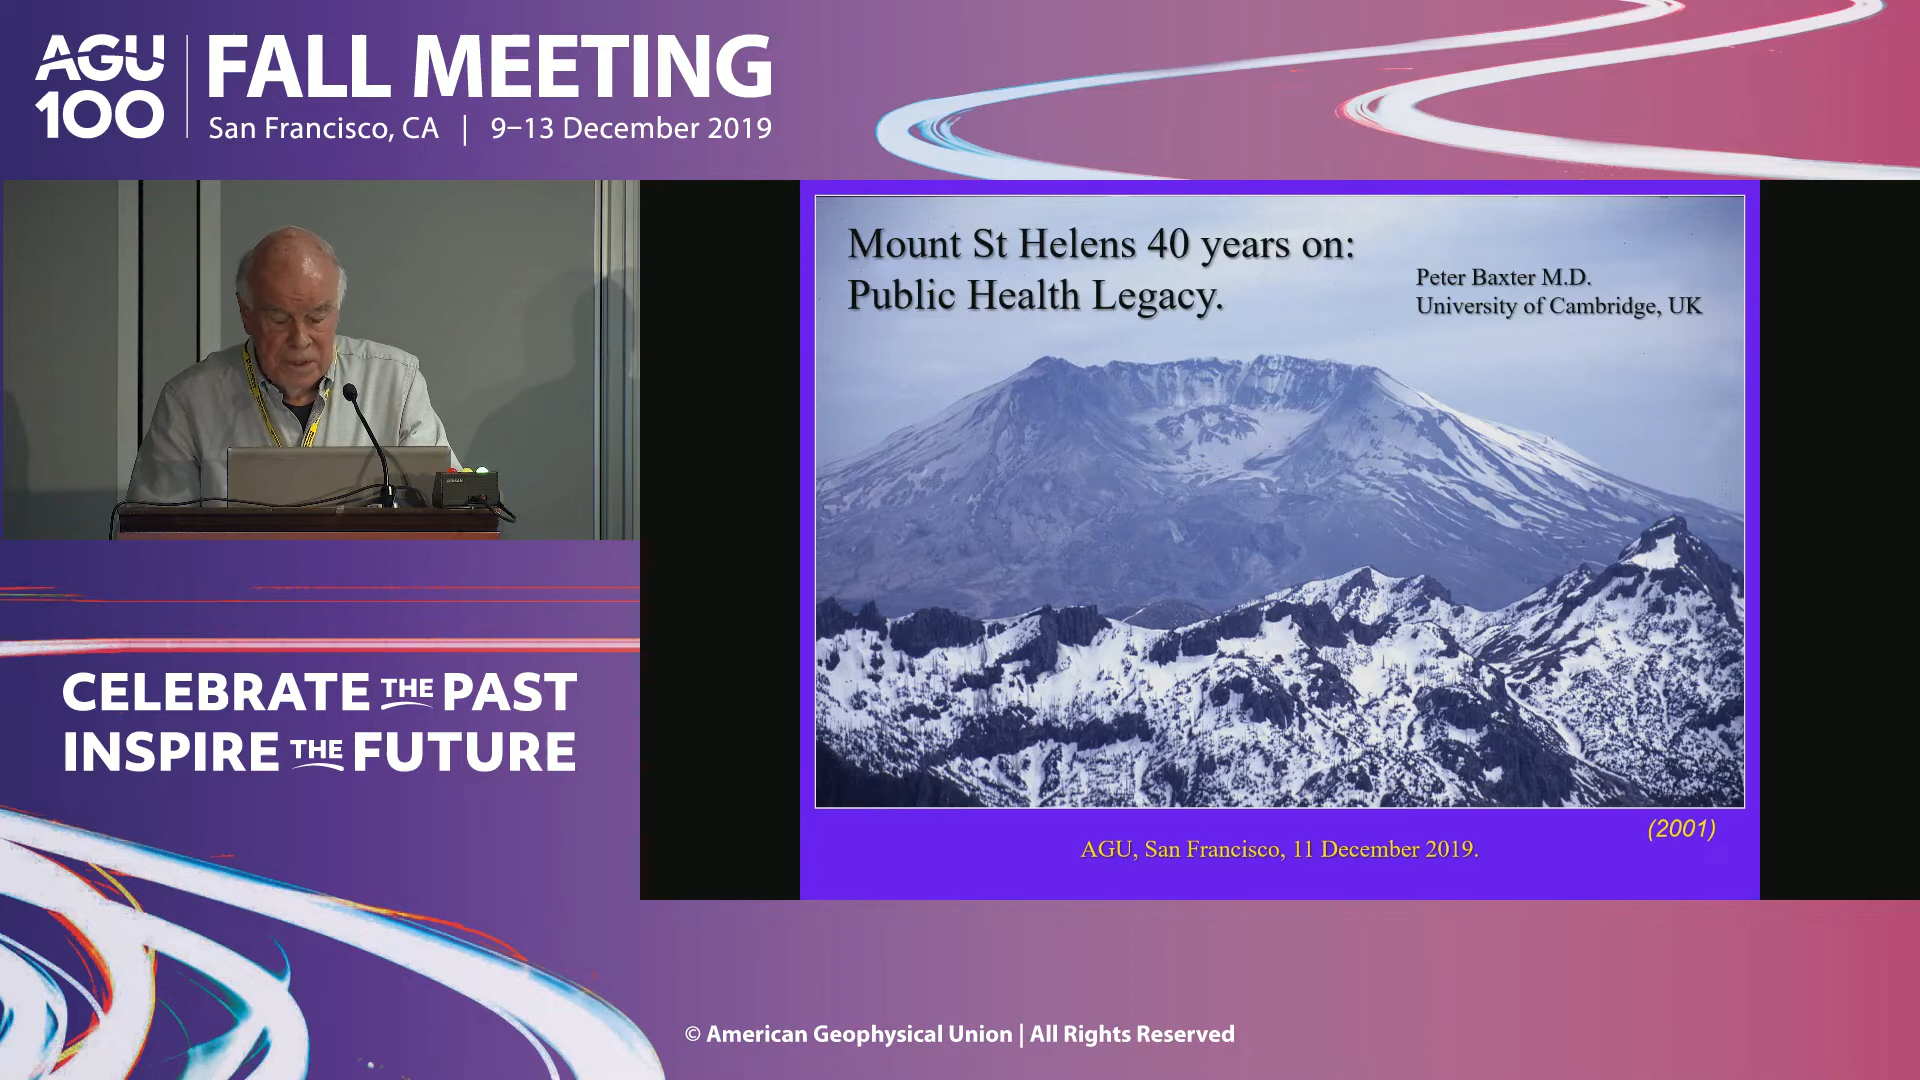 AGU
100
FALL MEETING
San Francisco, CA | 9–13 December 2019
Mount St Helens 40 years on:
Public Health Legacy.
Peter Baxter M.D.
University of Cambridge, UK
(2001)
AGU, San Francisco, 11 December 2019.
CELEBRATE THE PAST
INSPIRE THE FUTURE
© American Geophysical Union | All Rights Reserved